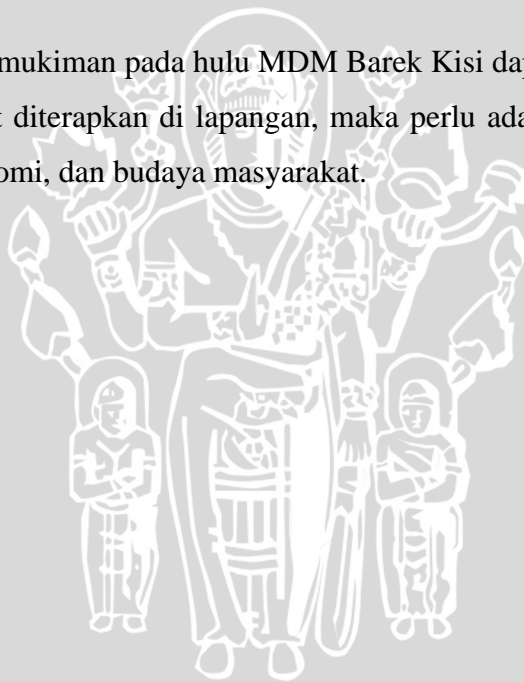 mukiman pada hulu MDM Barek Kisi dap
t diterapkan di lapangan, maka perlu ada
omi, dan budaya masyarakat.